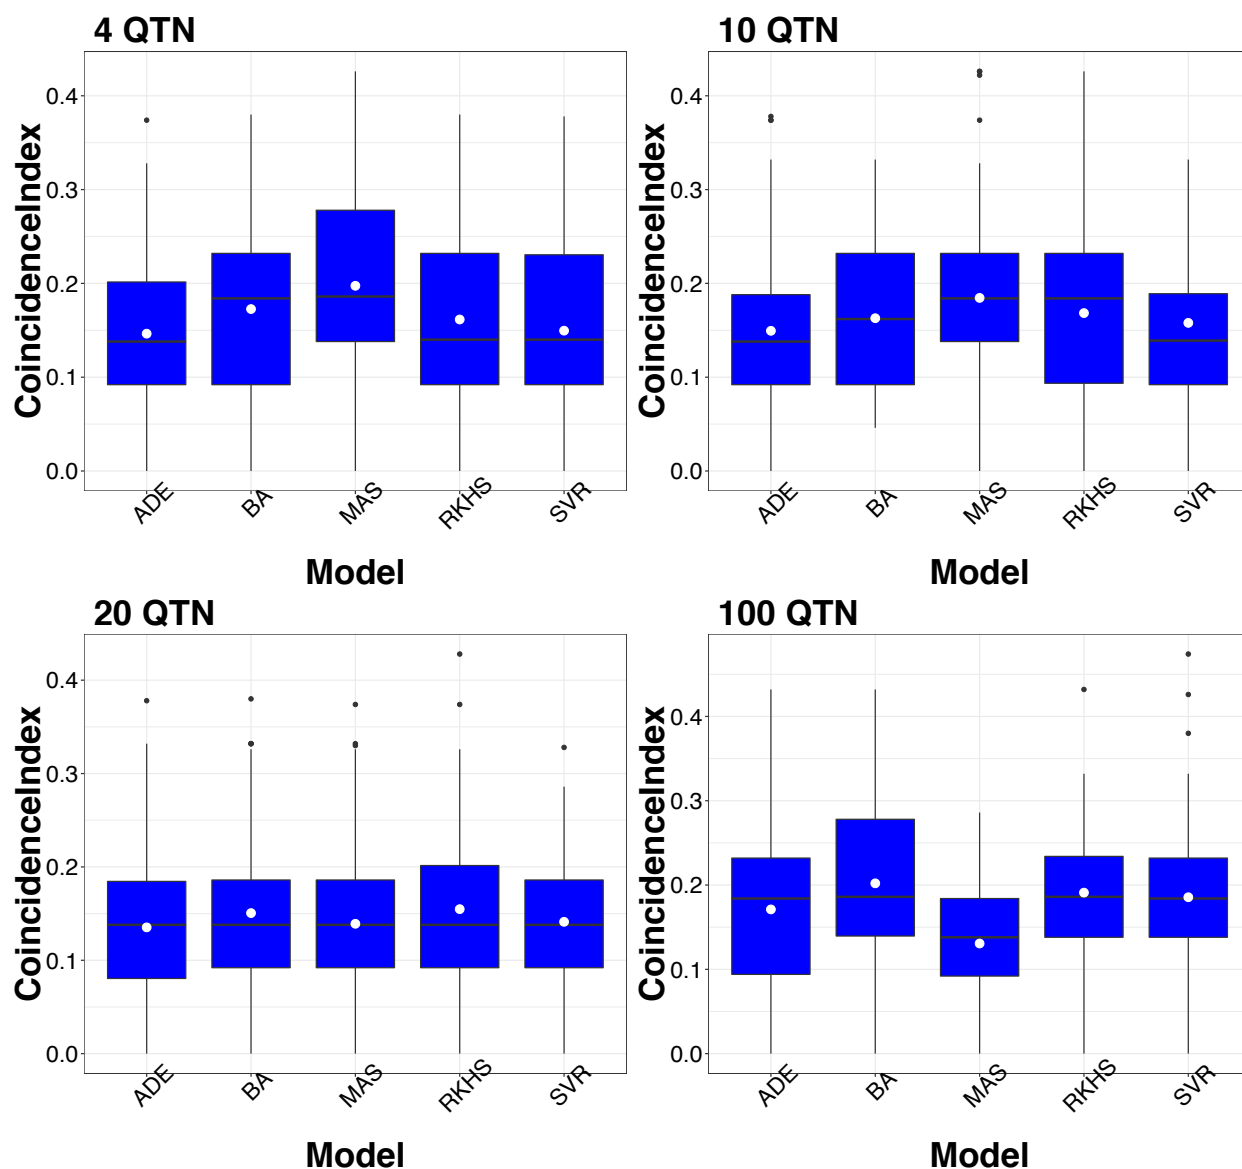 4 QTN
CoincidenceIndex
0.4
0.3
0.2
0.1
0.0
ADE
BA
MAS
RKHS
SVR
Model
10 QTN
CoincidenceIndex
0.4
0.3
0.2
0.1
0.0
ADE
BA
MAS
RKHS
SVR
Model
20 QTN
CoincidenceIndex
0.4
0.3
0.2
0.1
0.0
ADE
BA
MAS
RKHS
SVR
Model
100 QTN
CoincidenceIndex
0.4
0.3
0.2
0.1
0.0
ADE
BA
MAS
RKHS
SVR
Model